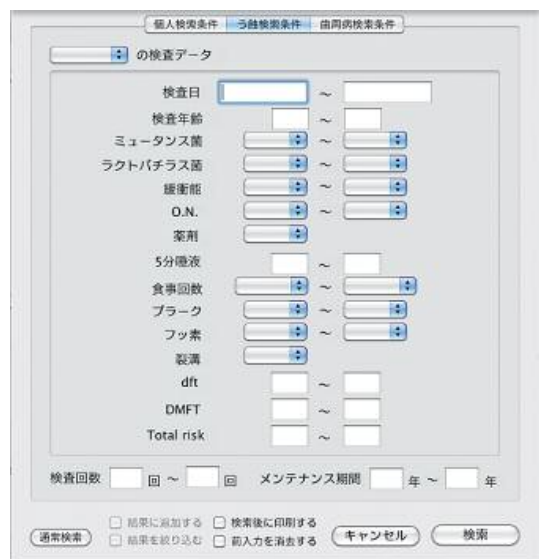 個人検索条件 う蝕検索条件 歯周病検索条件
の検査データ
検査日 ～
検査年齢 ～
ミュータンス菌 ～
ラクトバチラス菌 ～
緩衝能 ～
O.N. ～
薬剤
5分唾液 ～
食事回数 ～
プラーク ～
フッ素 ～
裂溝
dft ～
DMFT ～
Total risk ～
検査回数 回 ～ 回 メンテナンス期間 年 ～ 年
通常検索 結果に追加する 検索後に印刷する キャンセル 検索
結果を絞り込む 前入力を消去する